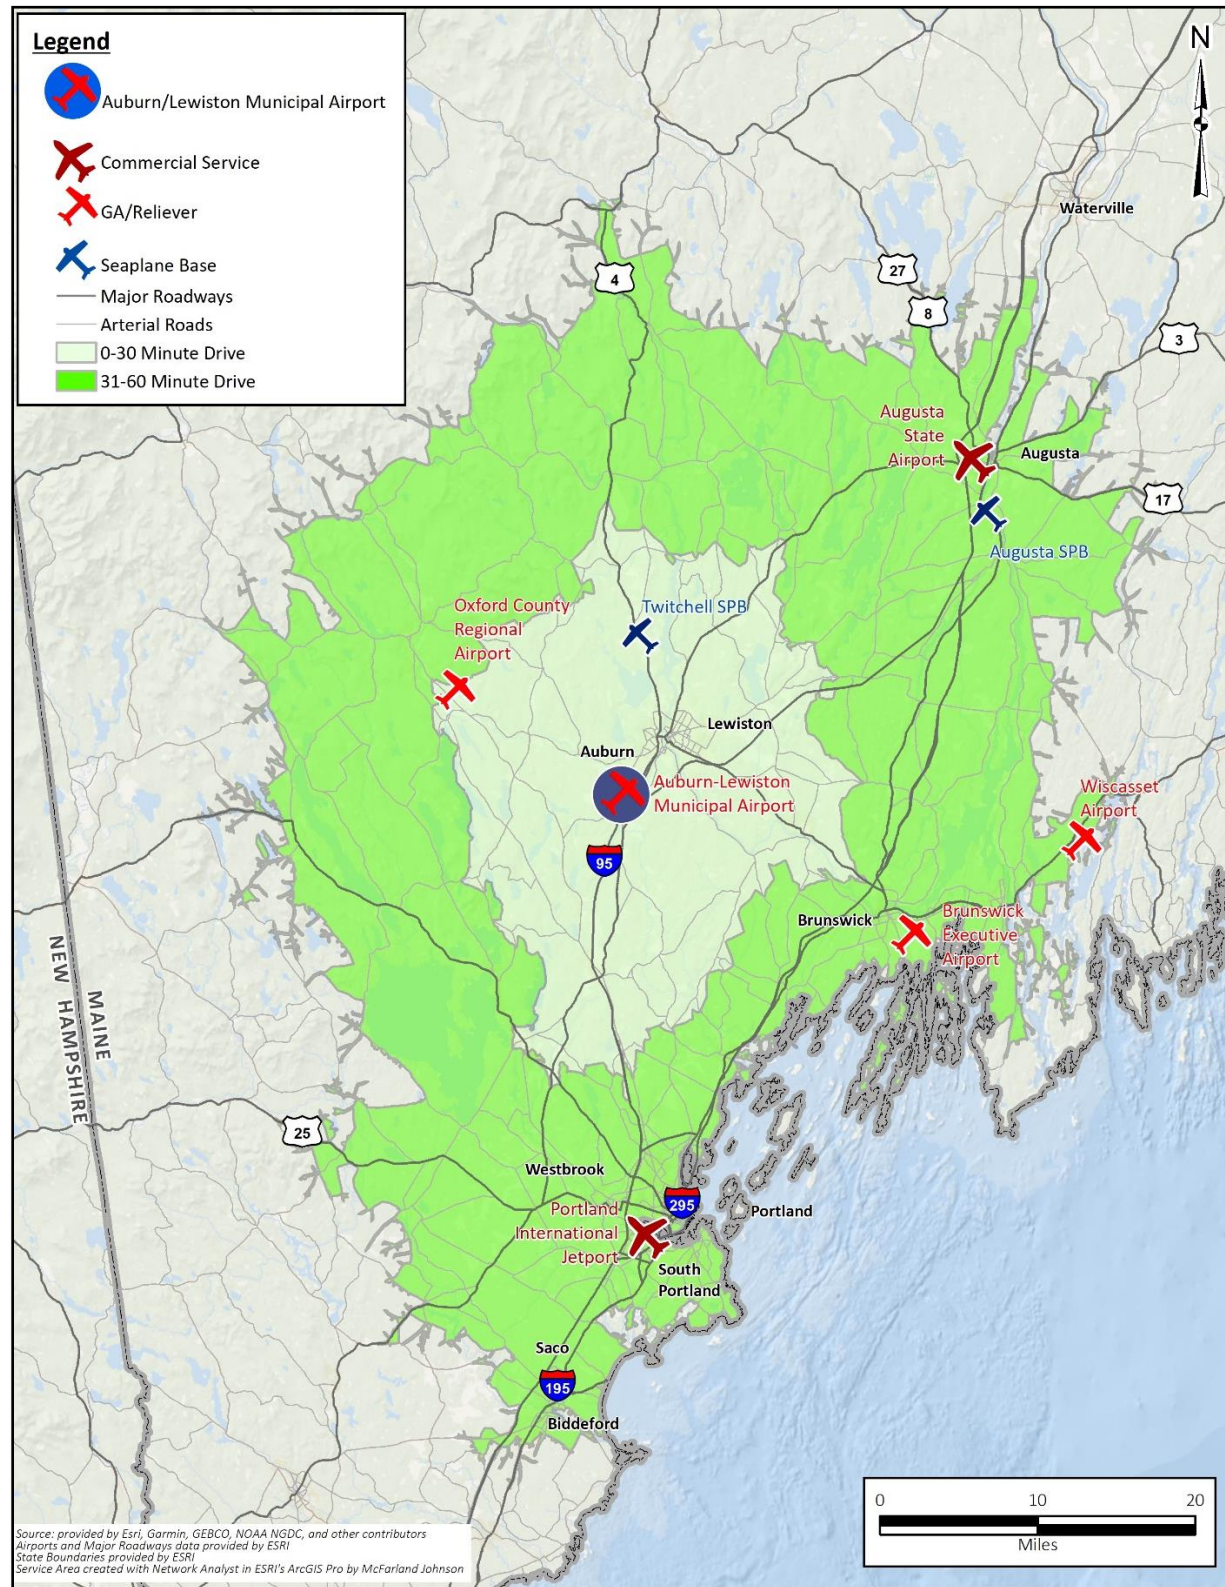 Legend
Auburn/Lewiston Municipal Airport
Commercial Service
GA/Reliever
Seaplane Base
Major Roadways
Arterial Roads
0-30 Minute Drive
31-60 Minute Drive
N
Waterville
4
27
8
3
Augusta
State
Airport
Augusta
17
Augusta SPB
Oxford County
Regional
Airport
Twitchell SPB
Lewiston
Auburn
Auburn-Lewiston
Municipal Airport
Wiscasset
Airport
95
Brunswick
Brunswick
Executive
Airport
MAINE
NEW HAMPSHIRE
25
Westbrook
295
Portland
Portland
International
Jetport
South
Portland
Saco
195
Biddeford
0 10 20
Miles
Source: provided by Esri, Garmin, GEBCO, NOAA NGDC, and other contributors
Airports and Major Roadways data provided by ESRI
State Boundaries provided by ESRI
Service Area created with Network Analyst in ESRI's ArcGIS Pro by McFarland Johnson